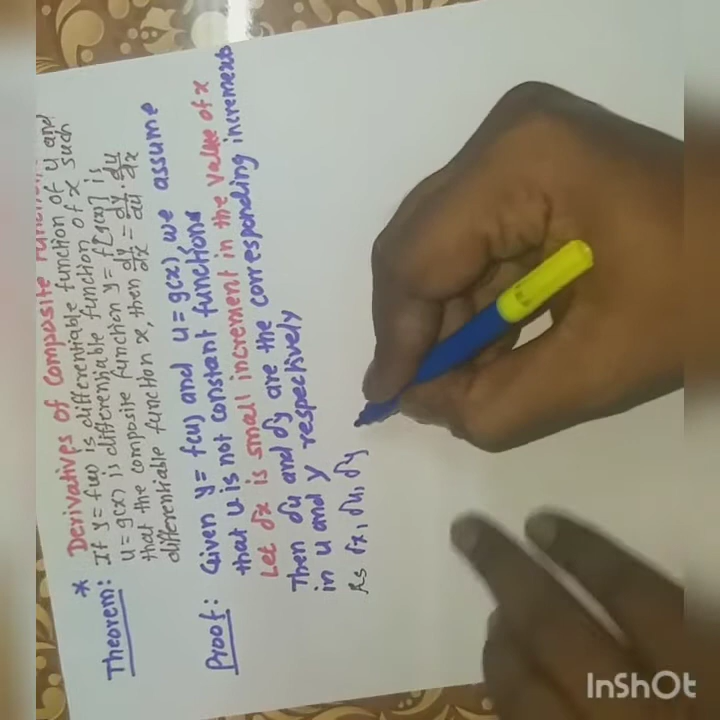 * Derivatives of Composite Function
Theorem: If y = f(u) is differentiable function of u and
u = g(x) is differentiable function of x such
that the composite function y = f[g(x)] is
differentiable function x, then dy/dx = dy/du . du/dx
Proof: Given y = f(u) and u = g(x), we assume
that u is not constant functions
Let δx is small increment in the value of x
Then δu and δy are the corresponding increments
in u and y respectively
As δx, δu, δy
InShOt